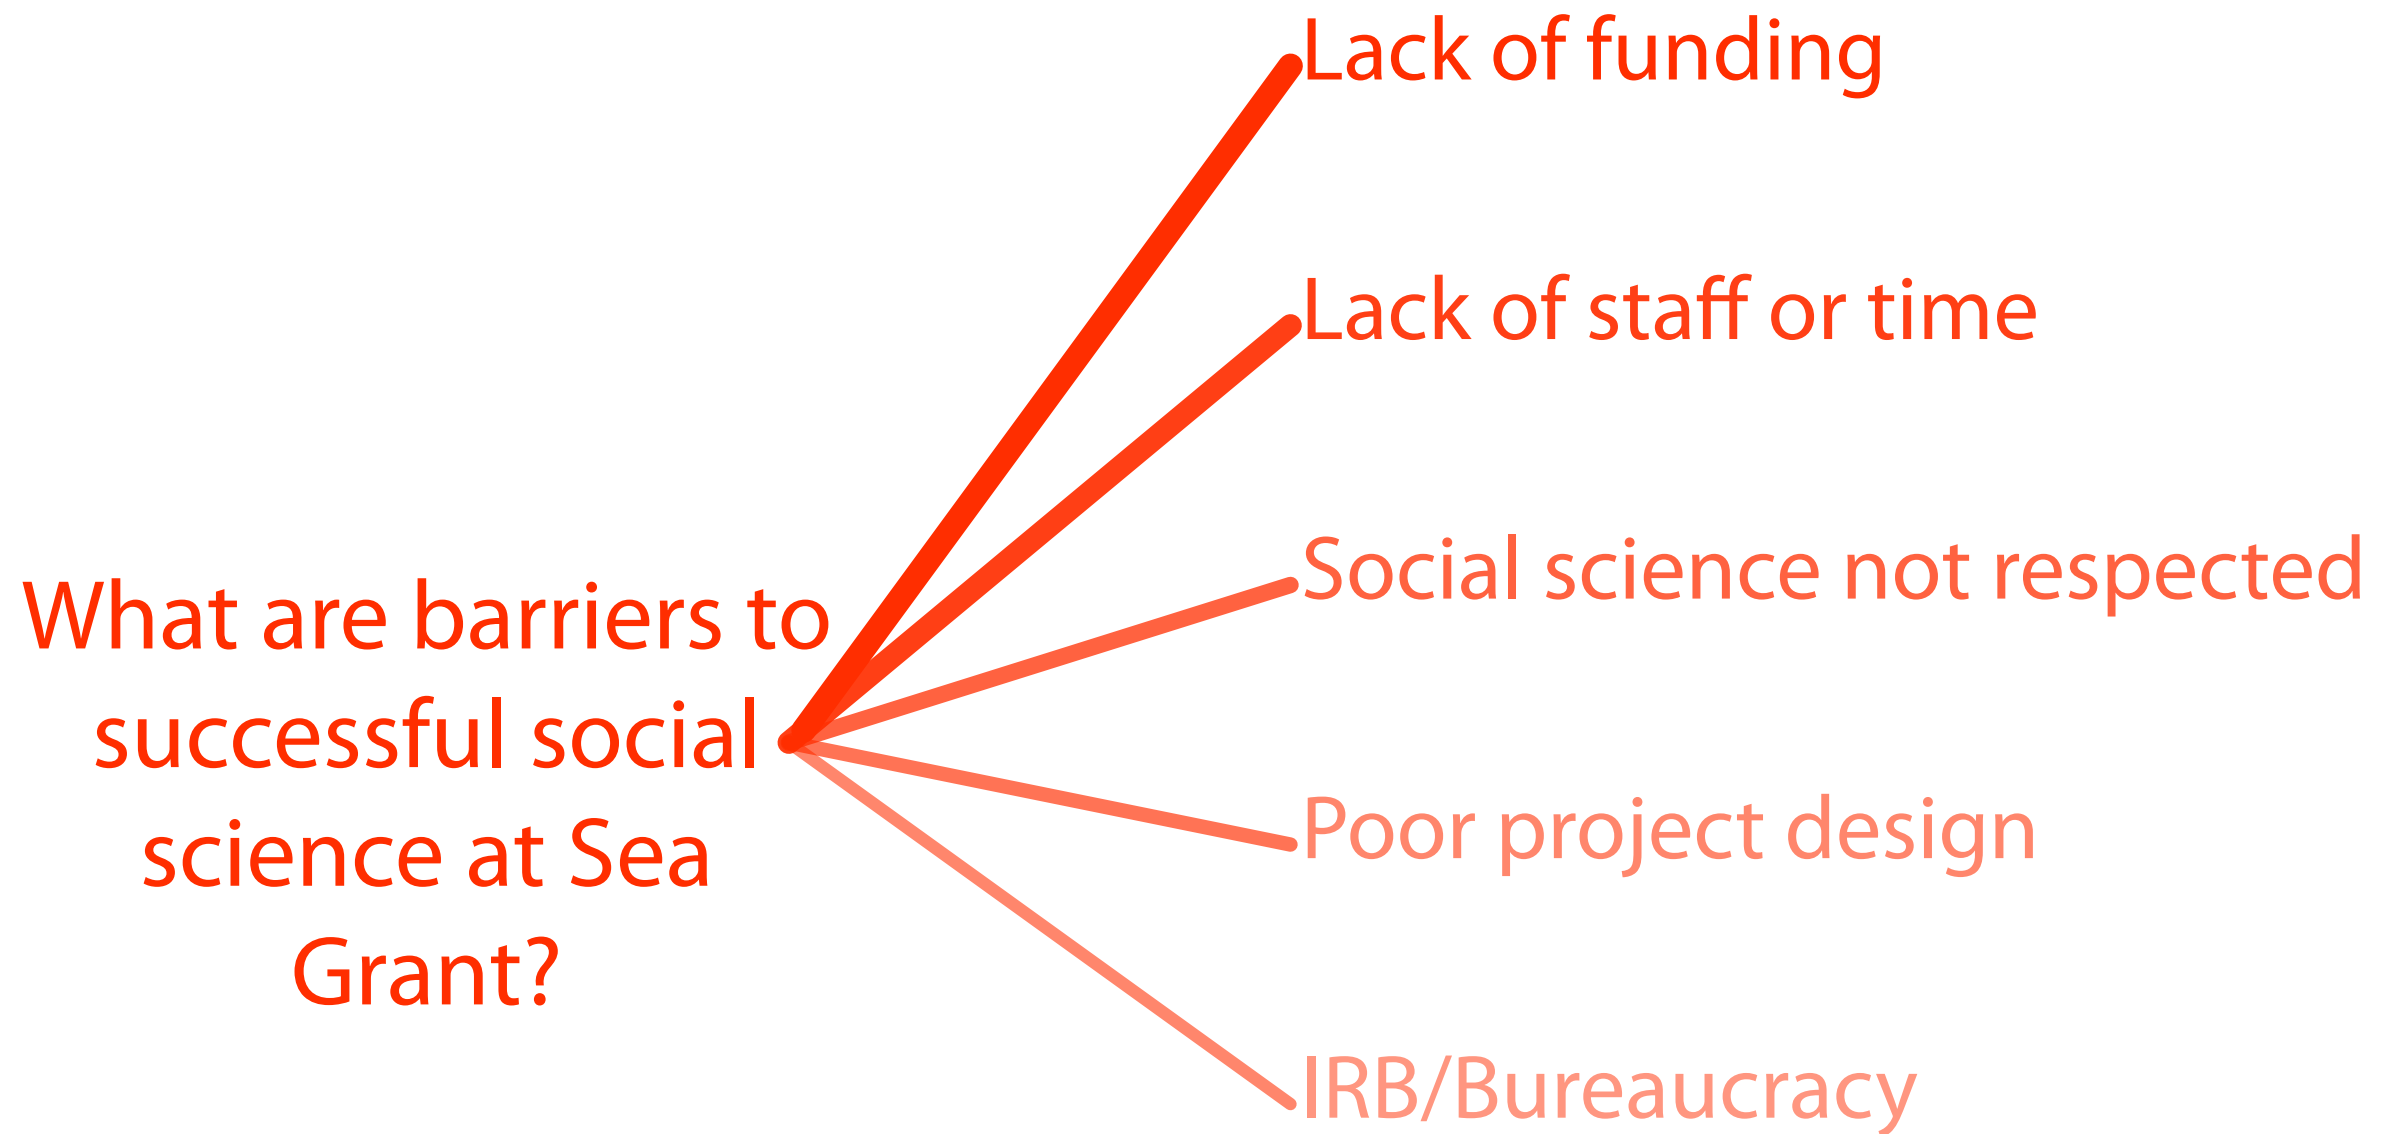 What are barriers to
successful social
science at Sea
Grant?
Lack of funding
Lack of staff or time
Social science not respected
Poor project design
IRB/Bureaucracy